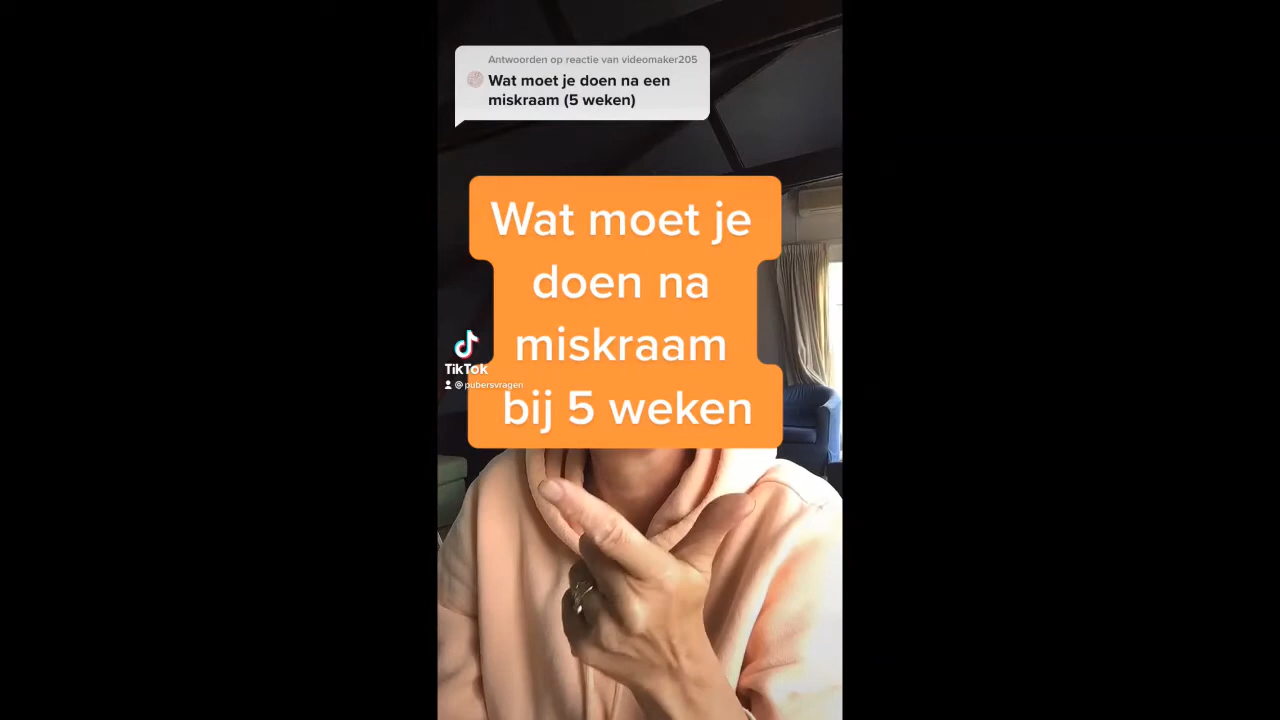 Antwoorden op reactie van videomaker205
Wat moet je doen na een
miskraam (5 weken)
Wat moet je
doen na
miskraam
bij 5 weken
TikTok
@pubersvragen